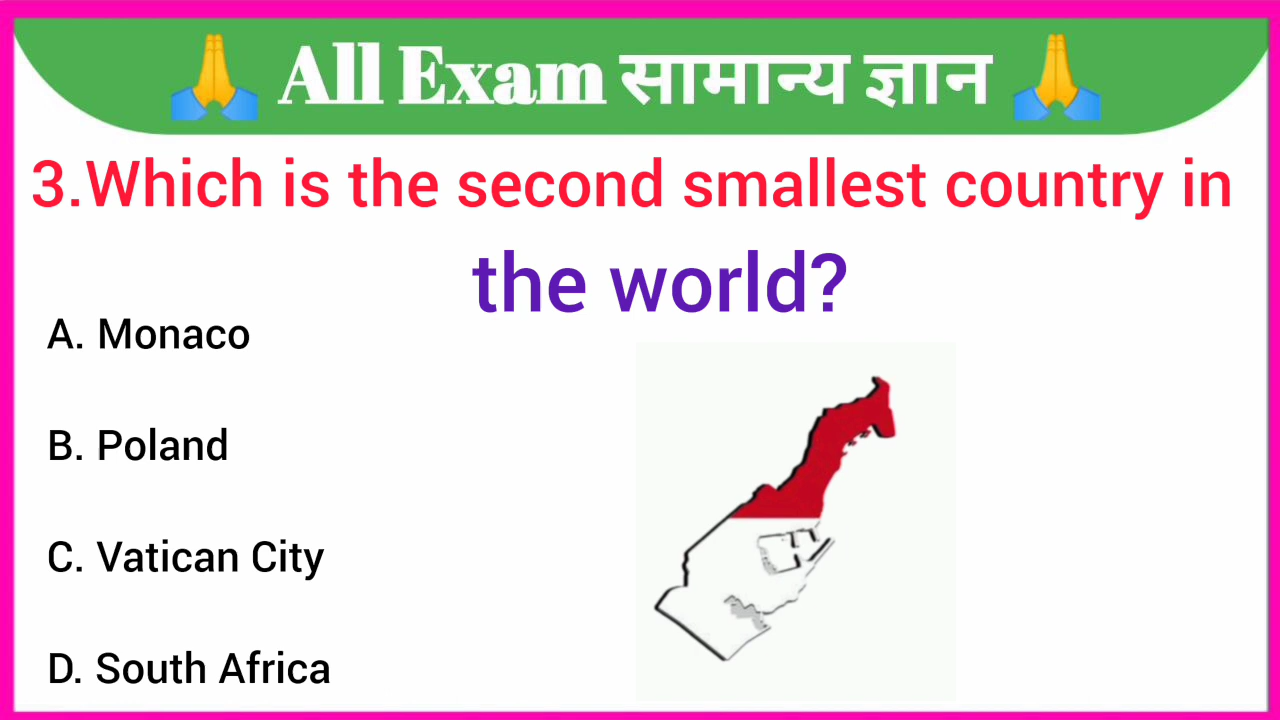 🙏 All Exam सामान्य ज्ञान 🙏
3.Which is the second smallest country in
the world?
A. Monaco
B. Poland
C. Vatican City
D. South Africa